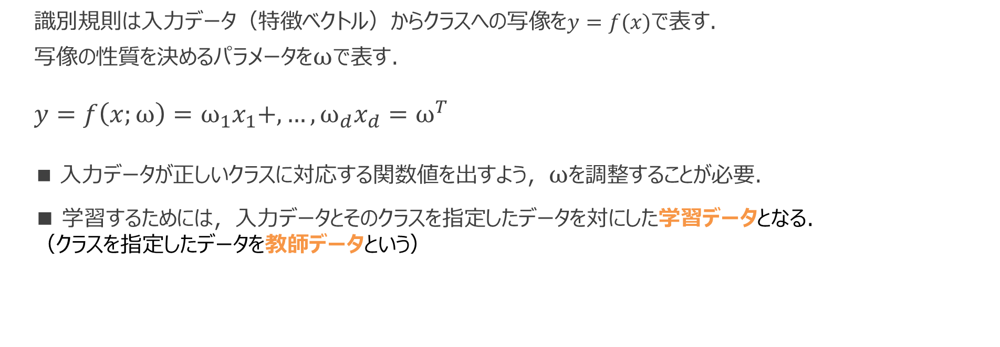 識別規則は入力データ（特徴ベクトル）からクラスへの写像をy = f(x)で表す．
写像の性質を決めるパラメータをωで表す．
y = f(x; ω) = ω₁x₁+, … , ω_d x_d = ω^T
■ 入力データが正しいクラスに対応する関数値を出すよう，ωを調整することが必要．
■ 学習するためには，入力データとそのクラスを指定したデータを対にした学習データとなる．
（クラスを指定したデータを教師データという）